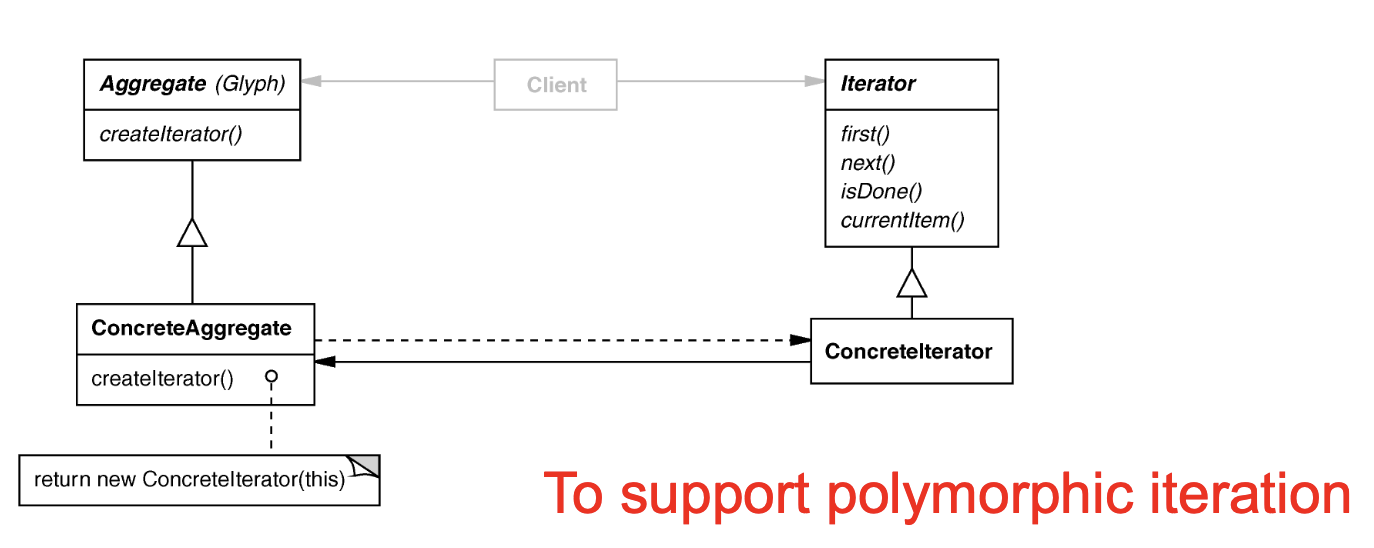 Aggregate (Glyph)
createIterator()
Client
Iterator
first()
next()
isDone()
currentItem()
ConcreteAggregate
createIterator()
ConcreteIterator
return new ConcreteIterator(this)
To support polymorphic iteration